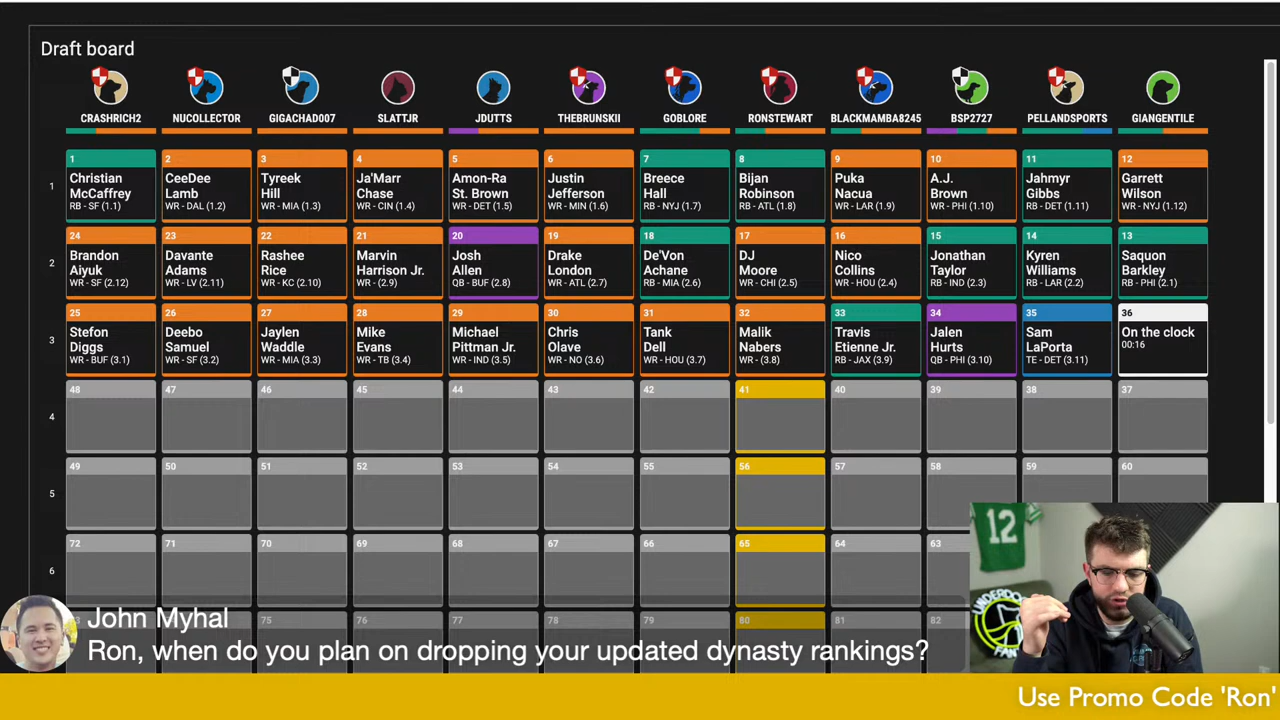 Draft board
CRASHRICH2
NUCOLLECTOR
GIGACHAD007
SLATTJR
JDUTTS
THEBRUNSKII
GOBLORE
RONSTEWART
BLACKMAMBA8245
BSP2727
PELLANDSPORTS
GIANGENTILE
1
1
Christian
McCaffrey
RB - SF (1.1)
2
CeeDee
Lamb
WR - DAL (1.2)
3
Tyreek
Hill
WR - MIA (1.3)
4
Ja'Marr
Chase
WR - CIN (1.4)
5
Amon-Ra
St. Brown
WR - DET (1.5)
6
Justin
Jefferson
WR - MIN (1.6)
7
Breece
Hall
RB - NYJ (1.7)
8
Bijan
Robinson
RB - ATL (1.8)
9
Puka
Nacua
WR - LAR (1.9)
10
A.J.
Brown
WR - PHI (1.10)
11
Jahmyr
Gibbs
RB - DET (1.11)
12
Garrett
Wilson
WR - NYJ (1.12)
2
24
Brandon
Aiyuk
WR - SF (2.12)
23
Davante
Adams
WR - LV (2.11)
22
Rashee
Rice
WR - KC (2.10)
21
Marvin
Harrison Jr.
WR - (2.9)
20
Josh
Allen
QB - BUF (2.8)
19
Drake
London
WR - ATL (2.7)
18
De'Von
Achane
RB - MIA (2.6)
17
DJ
Moore
WR - CHI (2.5)
16
Nico
Collins
WR - HOU (2.4)
15
Jonathan
Taylor
RB - IND (2.3)
14
Kyren
Williams
RB - LAR (2.2)
13
Saquon
Barkley
RB - PHI (2.1)
3
25
Stefon
Diggs
WR - BUF (3.1)
26
Deebo
Samuel
WR - SF (3.2)
27
Jaylen
Waddle
WR - MIA (3.3)
28
Mike
Evans
WR - TB (3.4)
29
Michael
Pittman Jr.
WR - IND (3.5)
30
Chris
Olave
WR - NO (3.6)
31
Tank
Dell
WR - HOU (3.7)
32
Malik
Nabers
WR - (3.8)
33
Travis
Etienne Jr.
RB - JAX (3.9)
34
Jalen
Hurts
QB - PHI (3.10)
35
Sam
LaPorta
TE - DET (3.11)
36
On the clock
00:16
4
48
47
46
45
44
43
42
41
40
39
38
37
5
49
50
51
52
53
54
55
56
57
58
59
60
6
72
71
70
69
68
67
66
65
64
63
75
76
77
78
79
80
81
82
12
UNDERDOG
FAN
John Myhal
Ron, when do you plan on dropping your updated dynasty rankings?
Use Promo Code 'Ron'